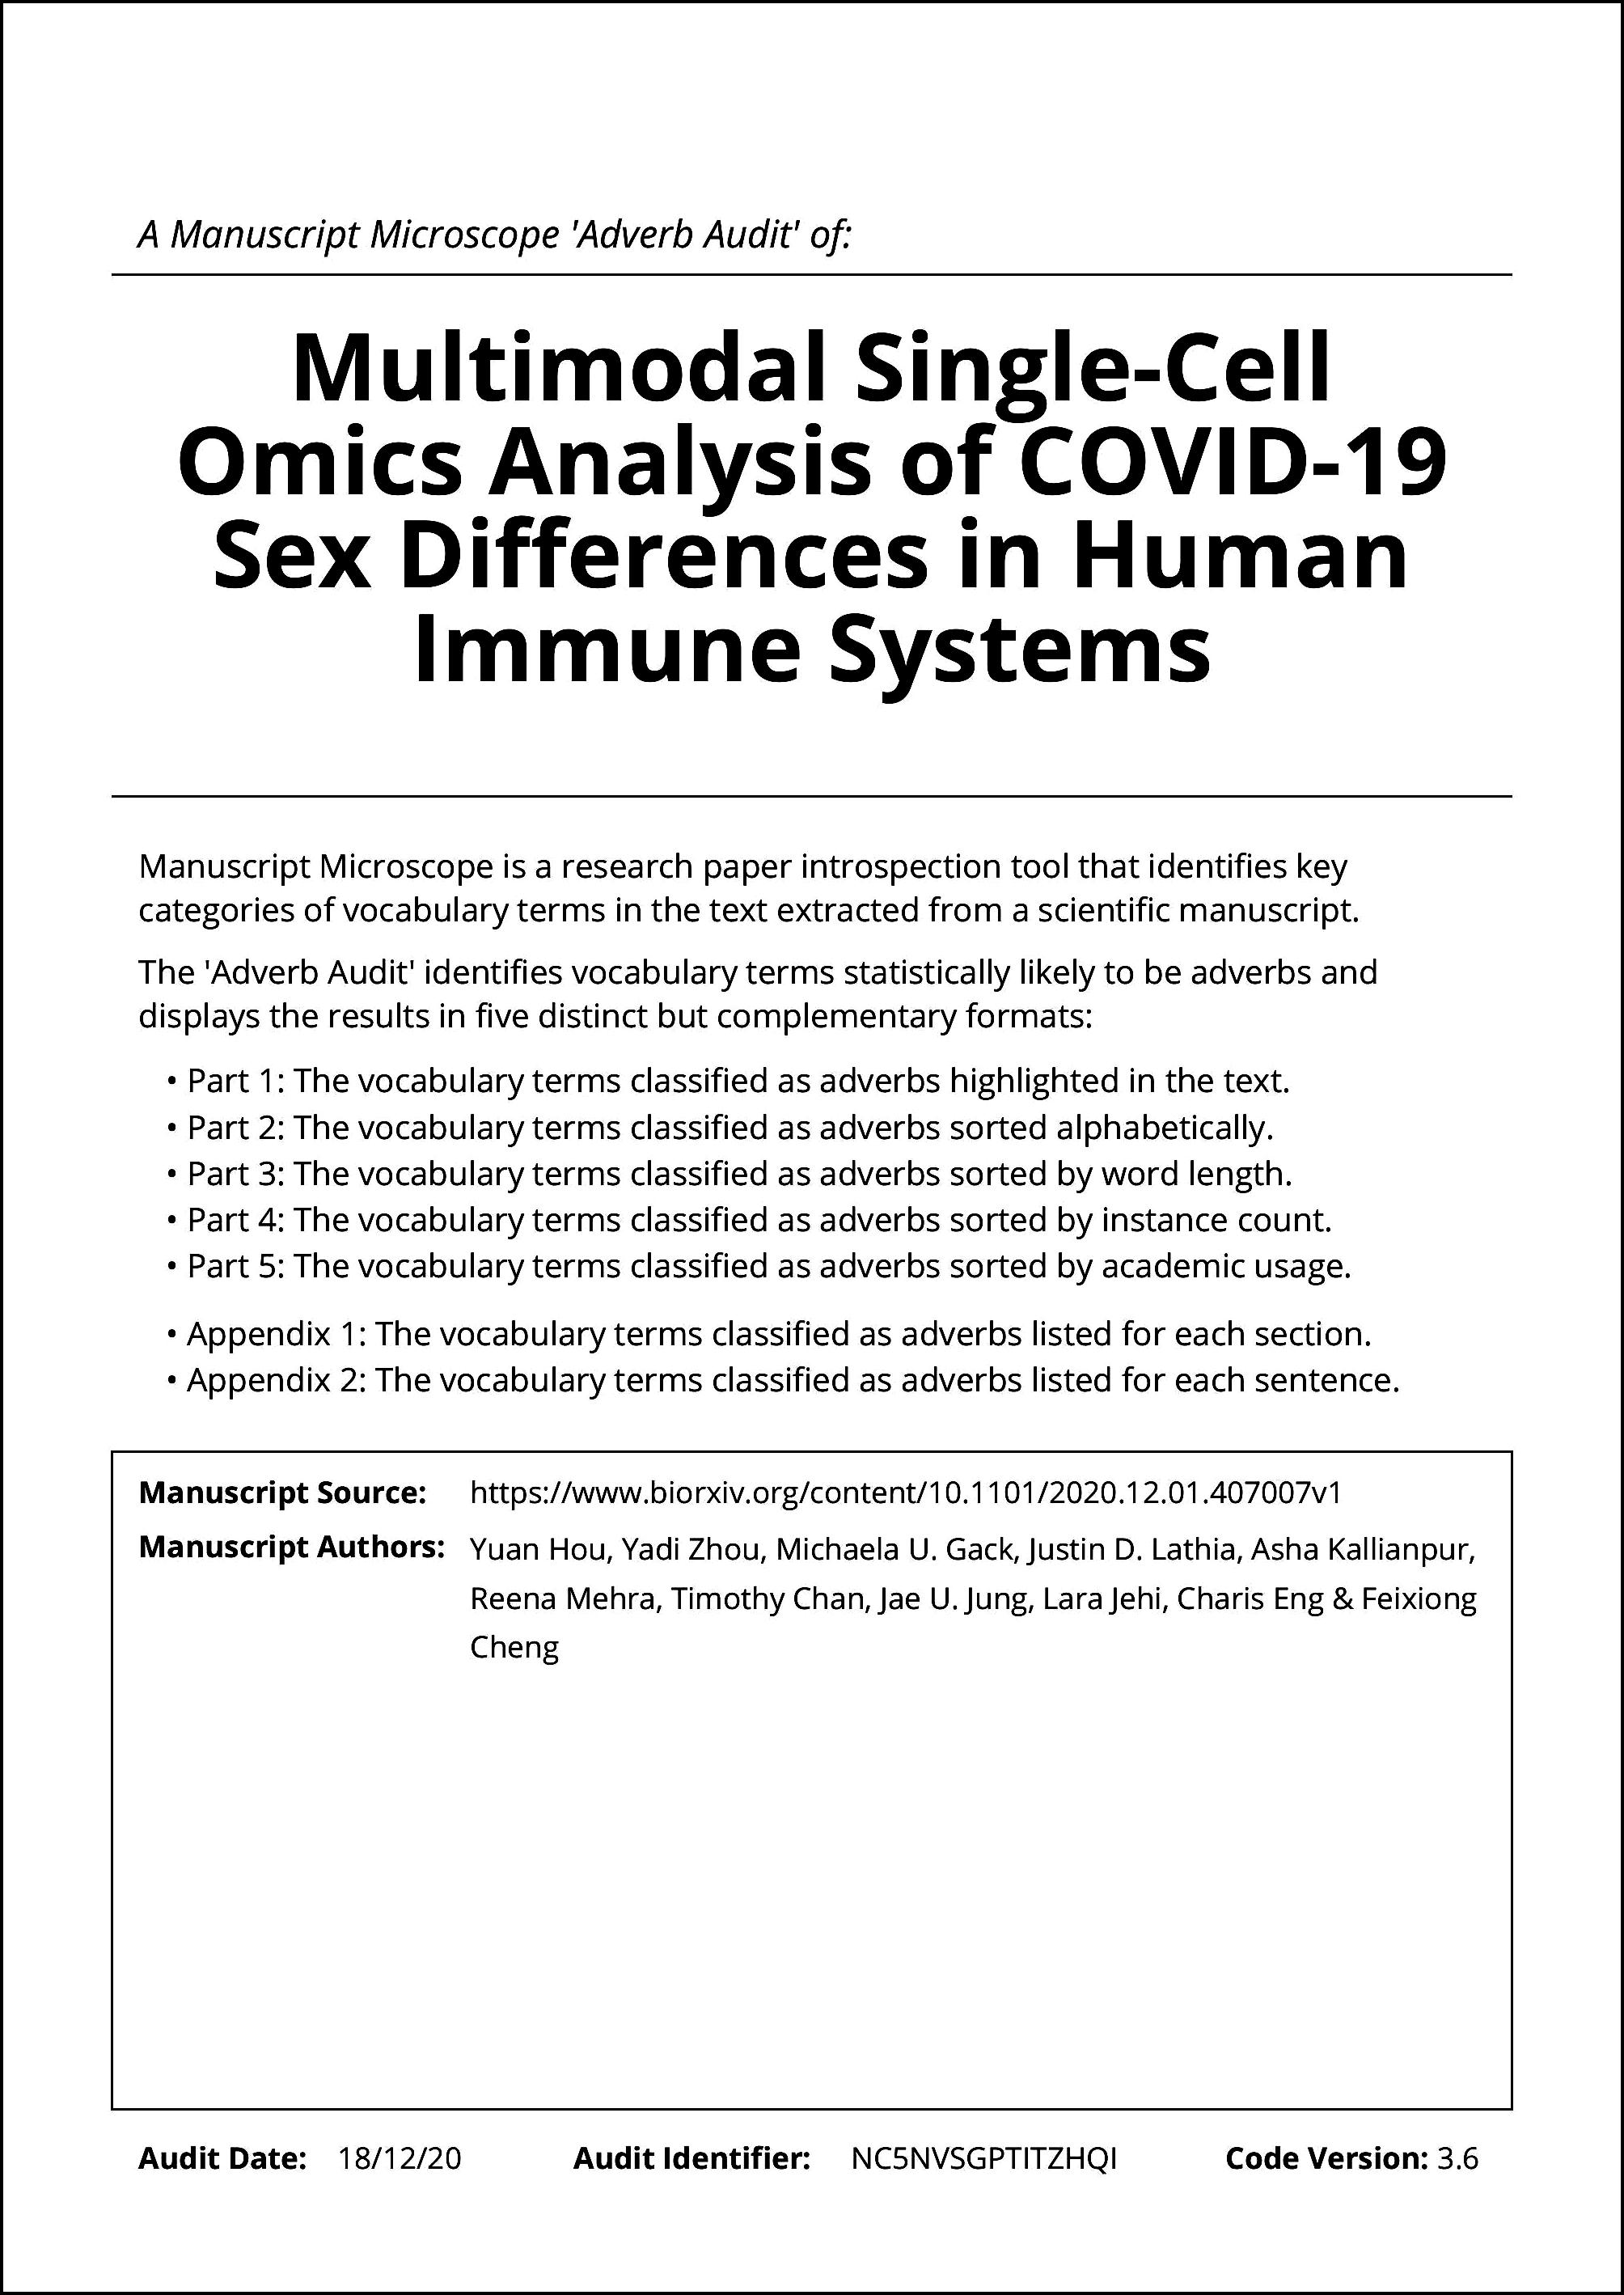 A Manuscript Microscope 'Adverb Audit' of:
Multimodal Single-Cell
Omics Analysis of COVID-19
Sex Differences in Human
Immune Systems
Manuscript Microscope is a research paper introspection tool that identifies key
categories of vocabulary terms in the text extracted from a scientific manuscript.
The 'Adverb Audit' identifies vocabulary terms statistically likely to be adverbs and
displays the results in five distinct but complementary formats:
• Part 1: The vocabulary terms classified as adverbs highlighted in the text.
• Part 2: The vocabulary terms classified as adverbs sorted alphabetically.
• Part 3: The vocabulary terms classified as adverbs sorted by word length.
• Part 4: The vocabulary terms classified as adverbs sorted by instance count.
• Part 5: The vocabulary terms classified as adverbs sorted by academic usage.
• Appendix 1: The vocabulary terms classified as adverbs listed for each section.
• Appendix 2: The vocabulary terms classified as adverbs listed for each sentence.
Manuscript Source: https://www.biorxiv.org/content/10.1101/2020.12.01.407007v1
Manuscript Authors: Yuan Hou, Yadi Zhou, Michaela U. Gack, Justin D. Lathia, Asha Kallianpur,
Reena Mehra, Timothy Chan, Jae U. Jung, Lara Jehi, Charis Eng & Feixiong
Cheng
Audit Date: 18/12/20 Audit Identifier: NC5NVSGPTITZHQI Code Version: 3.6